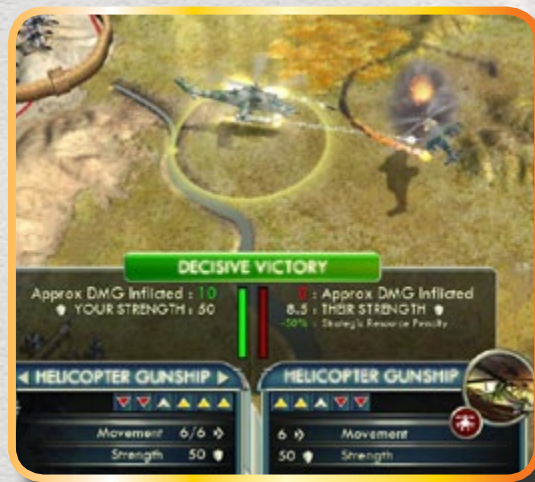 DECISIVE VICTORY
Approx DMG Inflicted : 10
0 : Approx DMG Inflicted
YOUR STRENGTH : 50
8.5 : THEIR STRENGTH
-50% : Strategic Resource Penalty
HELICOPTER GUNSHIP
HELICOPTER GUNSHIP
Movement 6/6
6 Movement
Strength 50
50 Strength